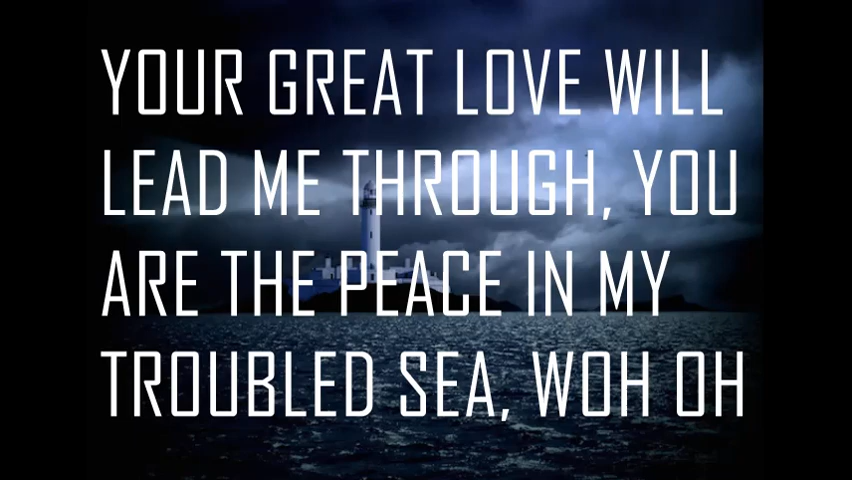 YOUR GREAT LOVE WILL
LEAD ME THROUGH, YOU
ARE THE PEACE IN MY
TROUBLED SEA, WOH OH